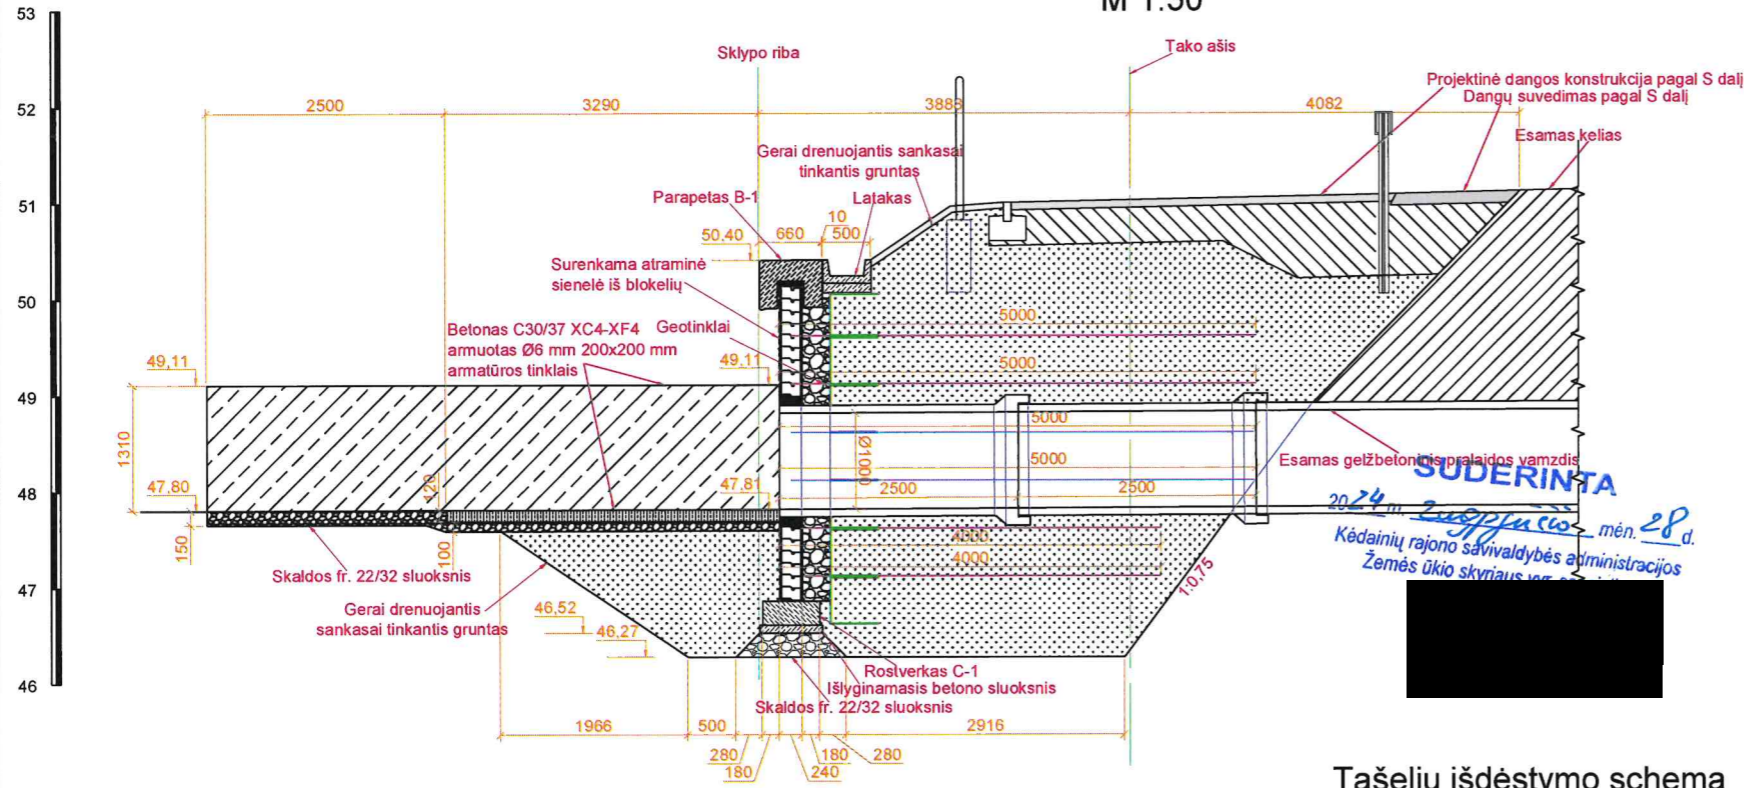 M 1:50
53
52
51
50
49
48
47
46
Sklypo riba
Tako ašis
Projektinė dangos konstrukcija pagal S dalį
Dangų suvedimas pagal S dalį
Esamas kelias
2500
3290
3888
4082
Gerai drenuojantis sankasai
tinkantis gruntas
Parapetas B-1
Latakas
10
660
500
50,40
Surenkama atraminė
sienelė iš blokelių
Betonas C30/37 XC4-XF4
armuotas Ø6 mm 200x200 mm
armatūros tinklais
Geotinklai
49,11
49,11
5000
5000
5000
5000
1310
Ø1000
120
47,80
47,81
2500
2500
Esamas gelžbetoninis pralaidos vamzdis
SUDERINTA
2024 m. mėn. 28 d.
Kėdainių rajono savivaldybės administracijos
Žemės ūkio skyriaus
150
100
4000
4000
1:0,75
Skaldos fr. 22/32 sluoksnis
Gerai drenuojantis
sankasai tinkantis gruntas
46,52
46,27
Rostverkas C-1
Išlyginamasis betono sluoksnis
Skaldos fr. 22/32 sluoksnis
1966
500
2916
280
180
280
180
240
Tašelių išdėstymo schema